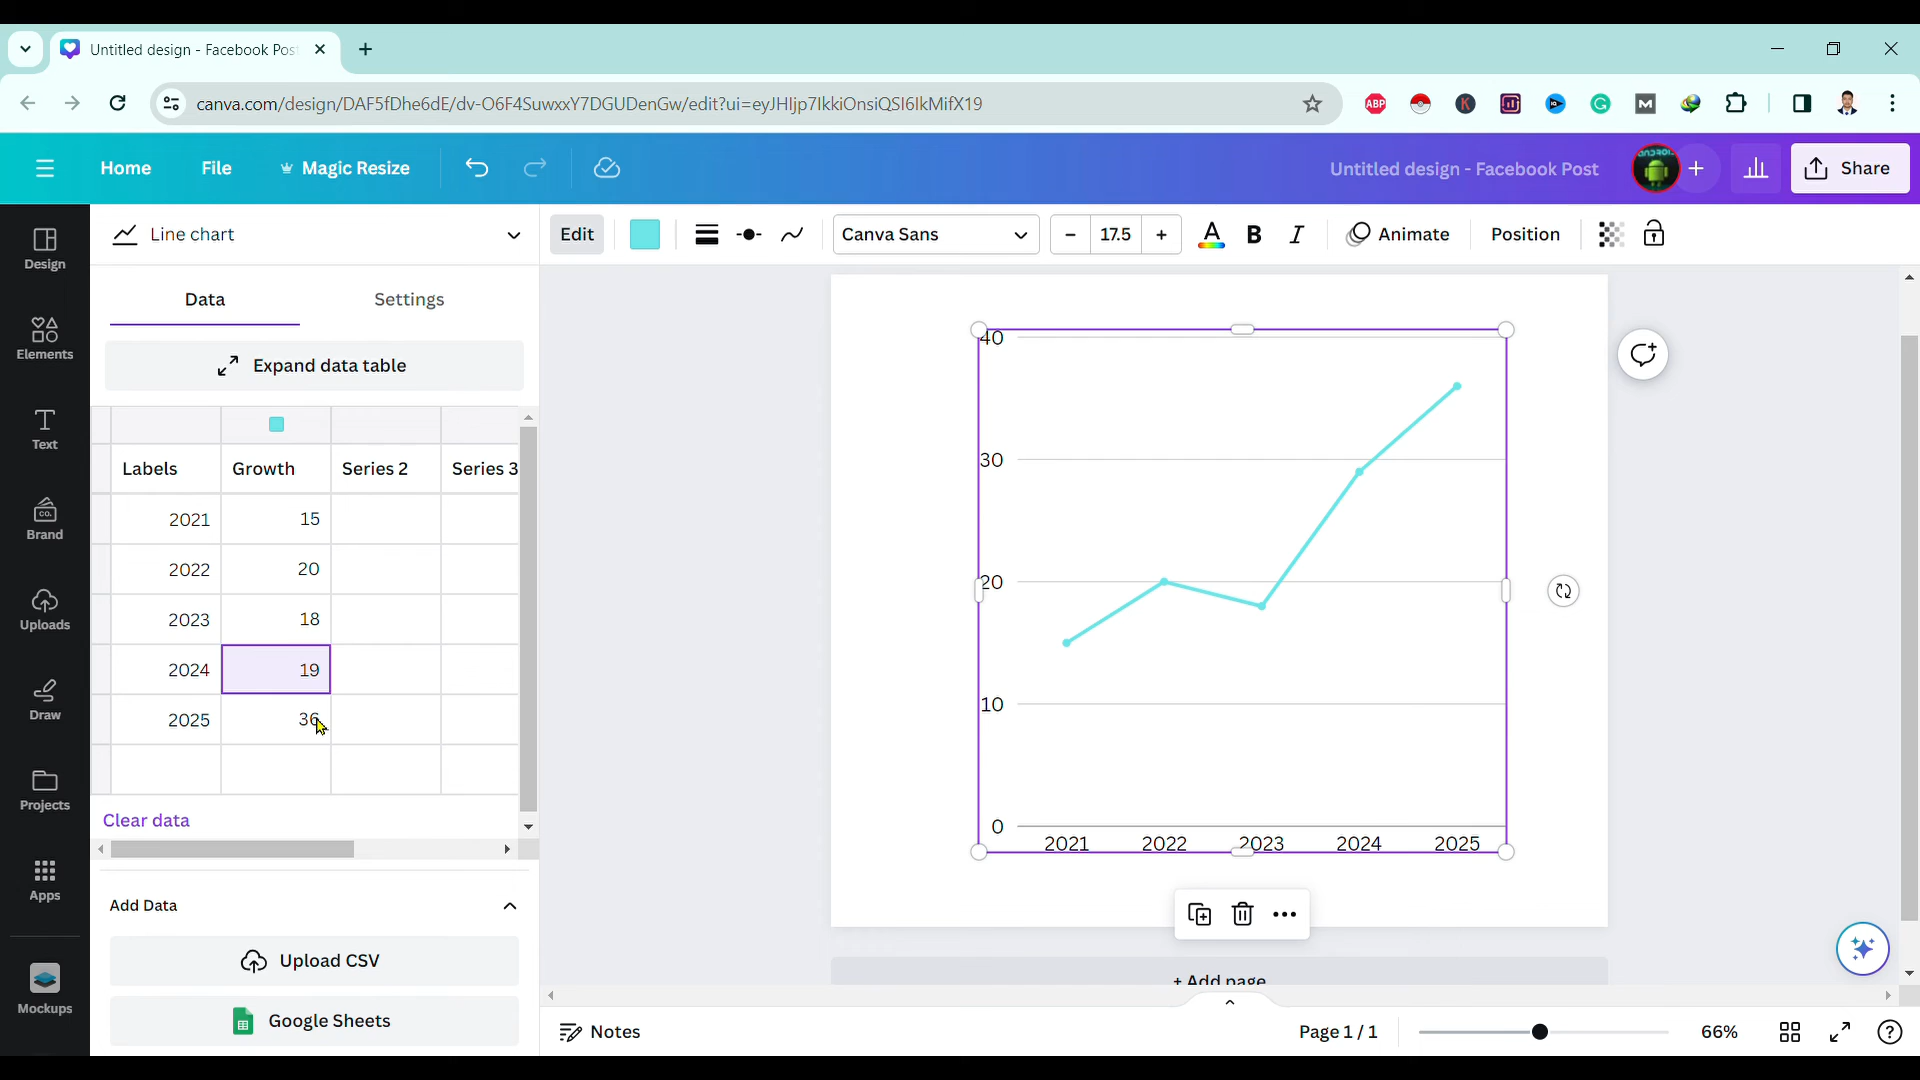 Untitled design - Facebook Pos
canva.com/design/DAF5fDhe6dE/dv-O6F4SuwxxY7DGUDenGw/edit?ui=eyJHIjp7IkkiOnsiQSI6IkMifX19
ABP
K
G
M
Home
File
Magic Resize
Untitled design - Facebook Post
Share
Design
Elements
Text
Brand
Uploads
Draw
Projects
Apps
Mockups
Line chart
Edit
Canva Sans
17.5
A
B
I
Animate
Position
Data
Settings
Expand data table
Labels Growth Series 2 Series 3
2021 15
2022 20
2023 18
2024 19
2025 36
Clear data
Add Data
Upload CSV
Google Sheets
40
30
20
10
0
2021 2022 2023 2024 2025
+ Add page
Notes
Page 1 / 1
66%